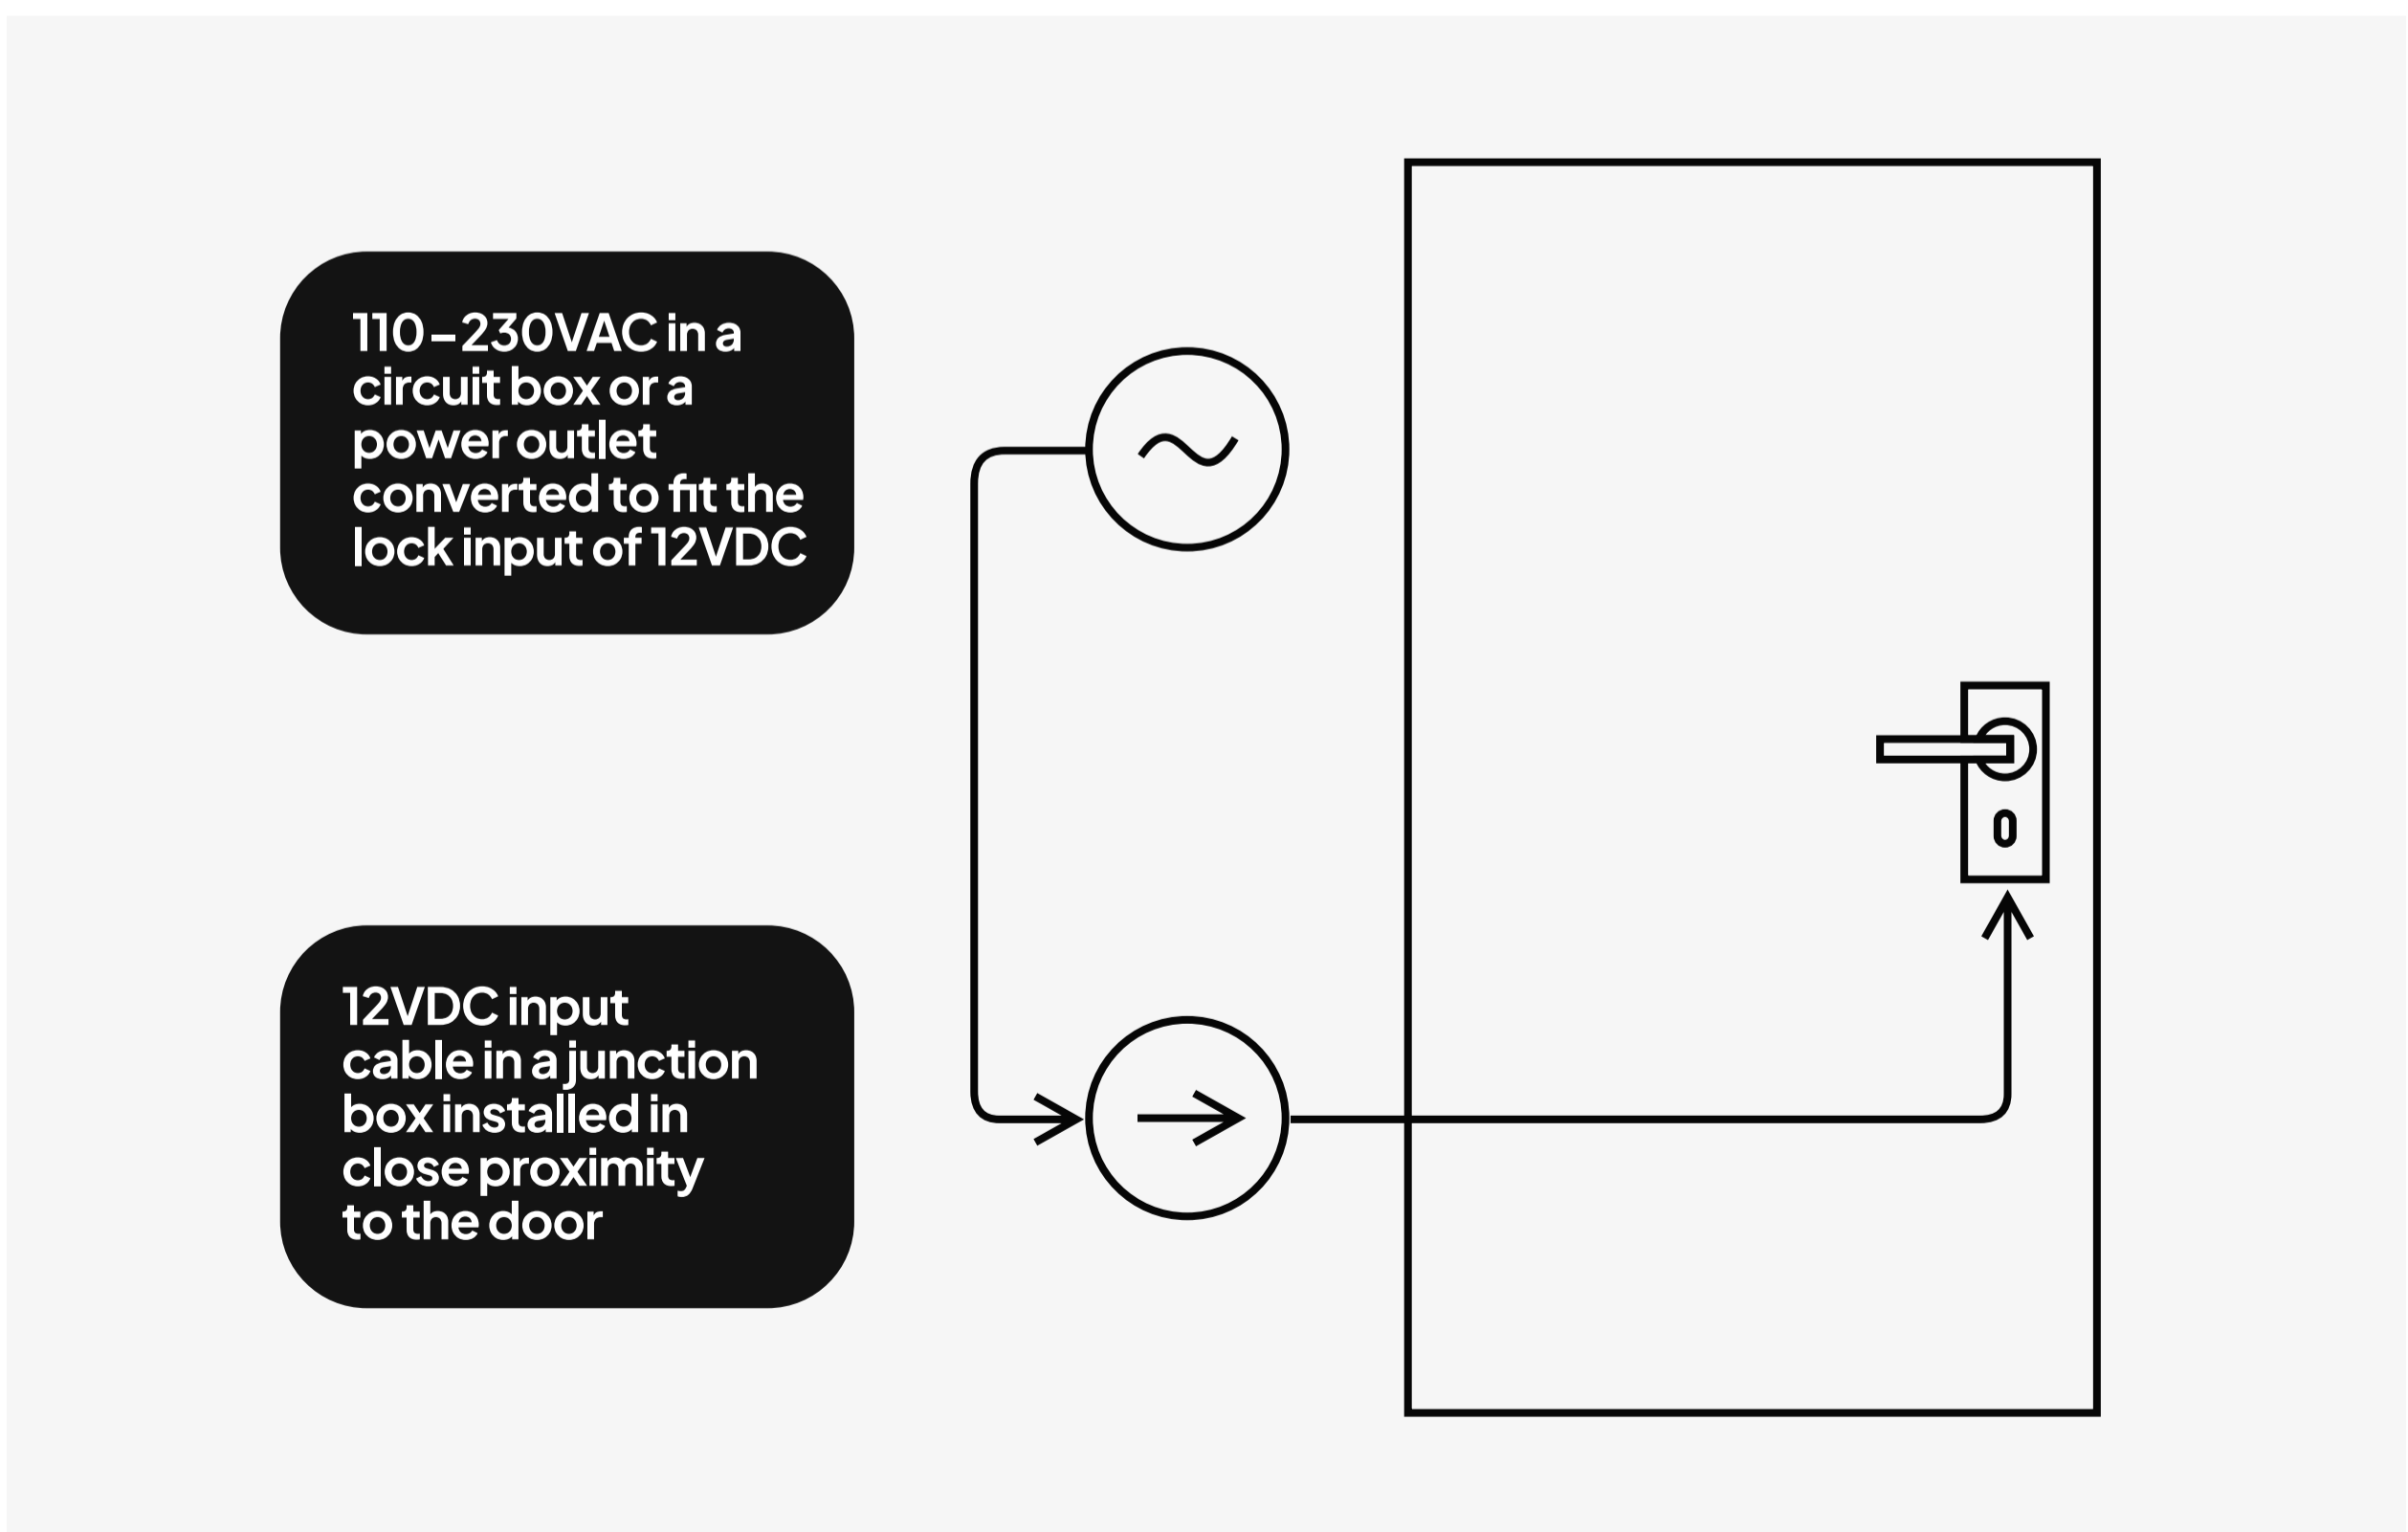 110–230VAC in a
circuit box or a
power outlet
converted to fit the
lock input of 12VDC
12VDC input
cable in a junction
box installed in
close proximity
to the door